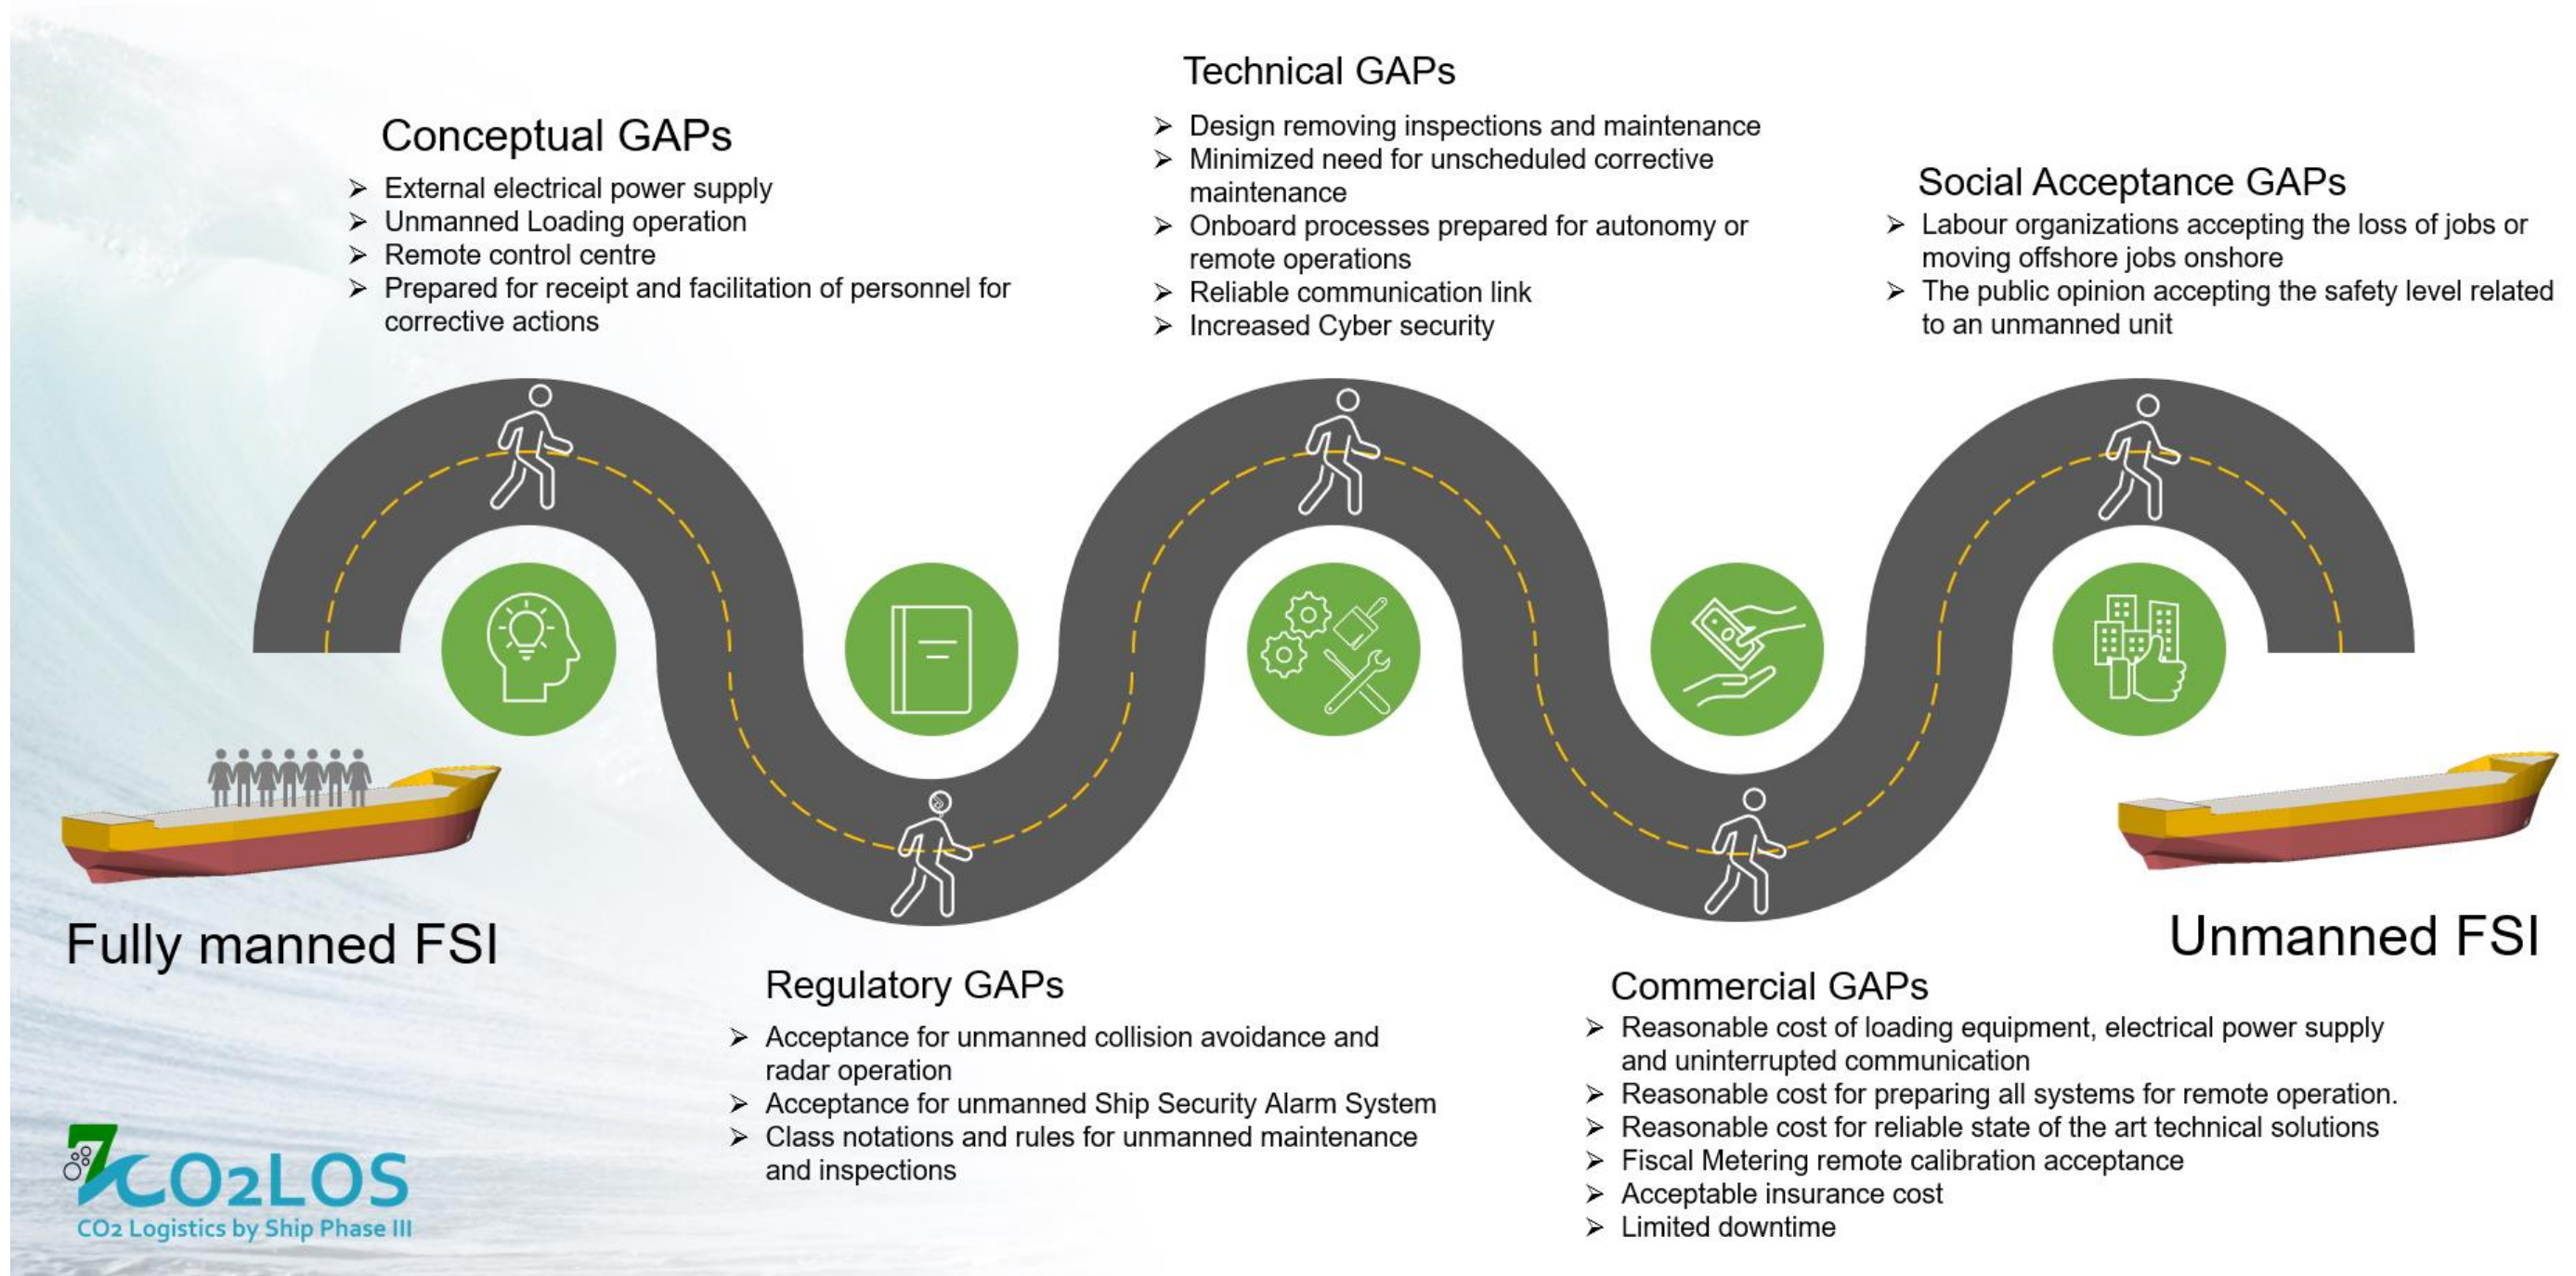 Conceptual GAPs
➢ External electrical power supply
➢ Unmanned Loading operation
➢ Remote control centre
➢ Prepared for receipt and facilitation of personnel for
corrective actions
Technical GAPs
➢ Design removing inspections and maintenance
➢ Minimized need for unscheduled corrective
maintenance
➢ Onboard processes prepared for autonomy or
remote operations
➢ Reliable communication link
➢ Increased Cyber security
Social Acceptance GAPs
➢ Labour organizations accepting the loss of jobs or
moving offshore jobs onshore
➢ The public opinion accepting the safety level related
to an unmanned unit
Fully manned FSI
Unmanned FSI
Regulatory GAPs
➢ Acceptance for unmanned collision avoidance and
radar operation
➢ Acceptance for unmanned Ship Security Alarm System
➢ Class notations and rules for unmanned maintenance
and inspections
Commercial GAPs
➢ Reasonable cost of loading equipment, electrical power supply
and uninterrupted communication
➢ Reasonable cost for preparing all systems for remote operation.
➢ Reasonable cost for reliable state of the art technical solutions
➢ Fiscal Metering remote calibration acceptance
➢ Acceptable insurance cost
➢ Limited downtime
CO2LOS
CO2 Logistics by Ship Phase III